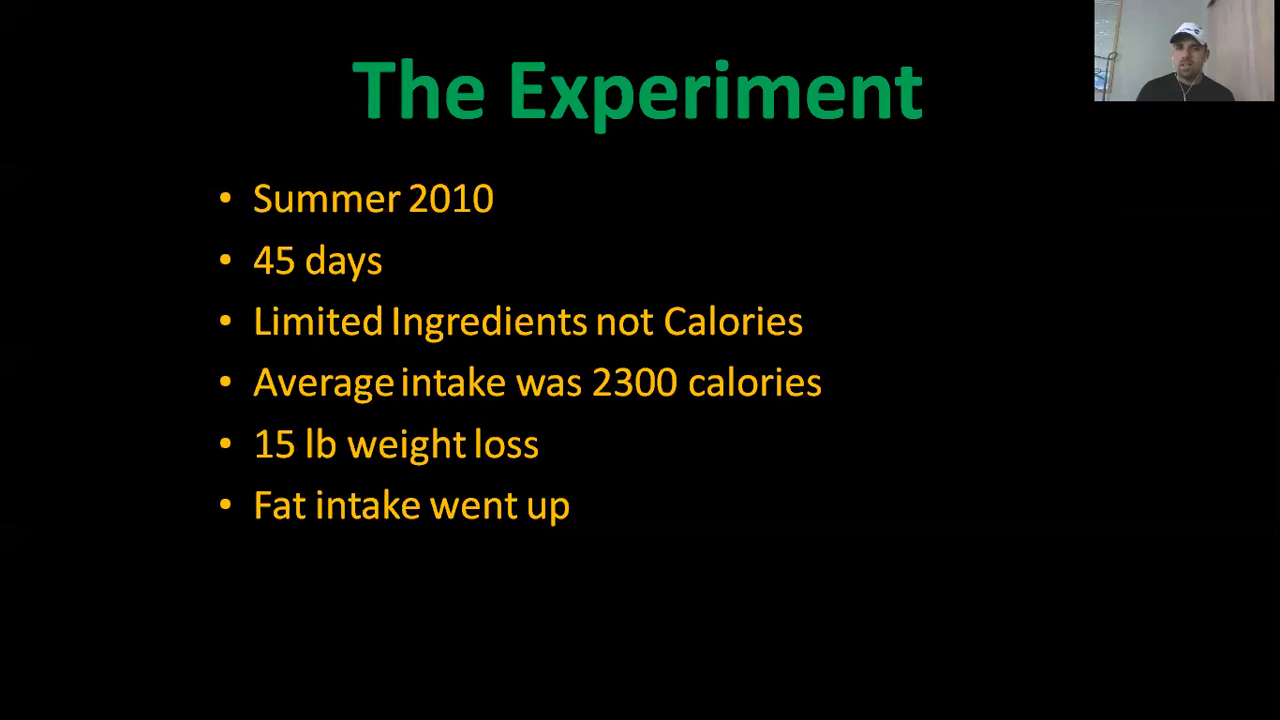 The Experiment
• Summer 2010
• 45 days
• Limited Ingredients not Calories
• Average intake was 2300 calories
• 15 lb weight loss
• Fat intake went up